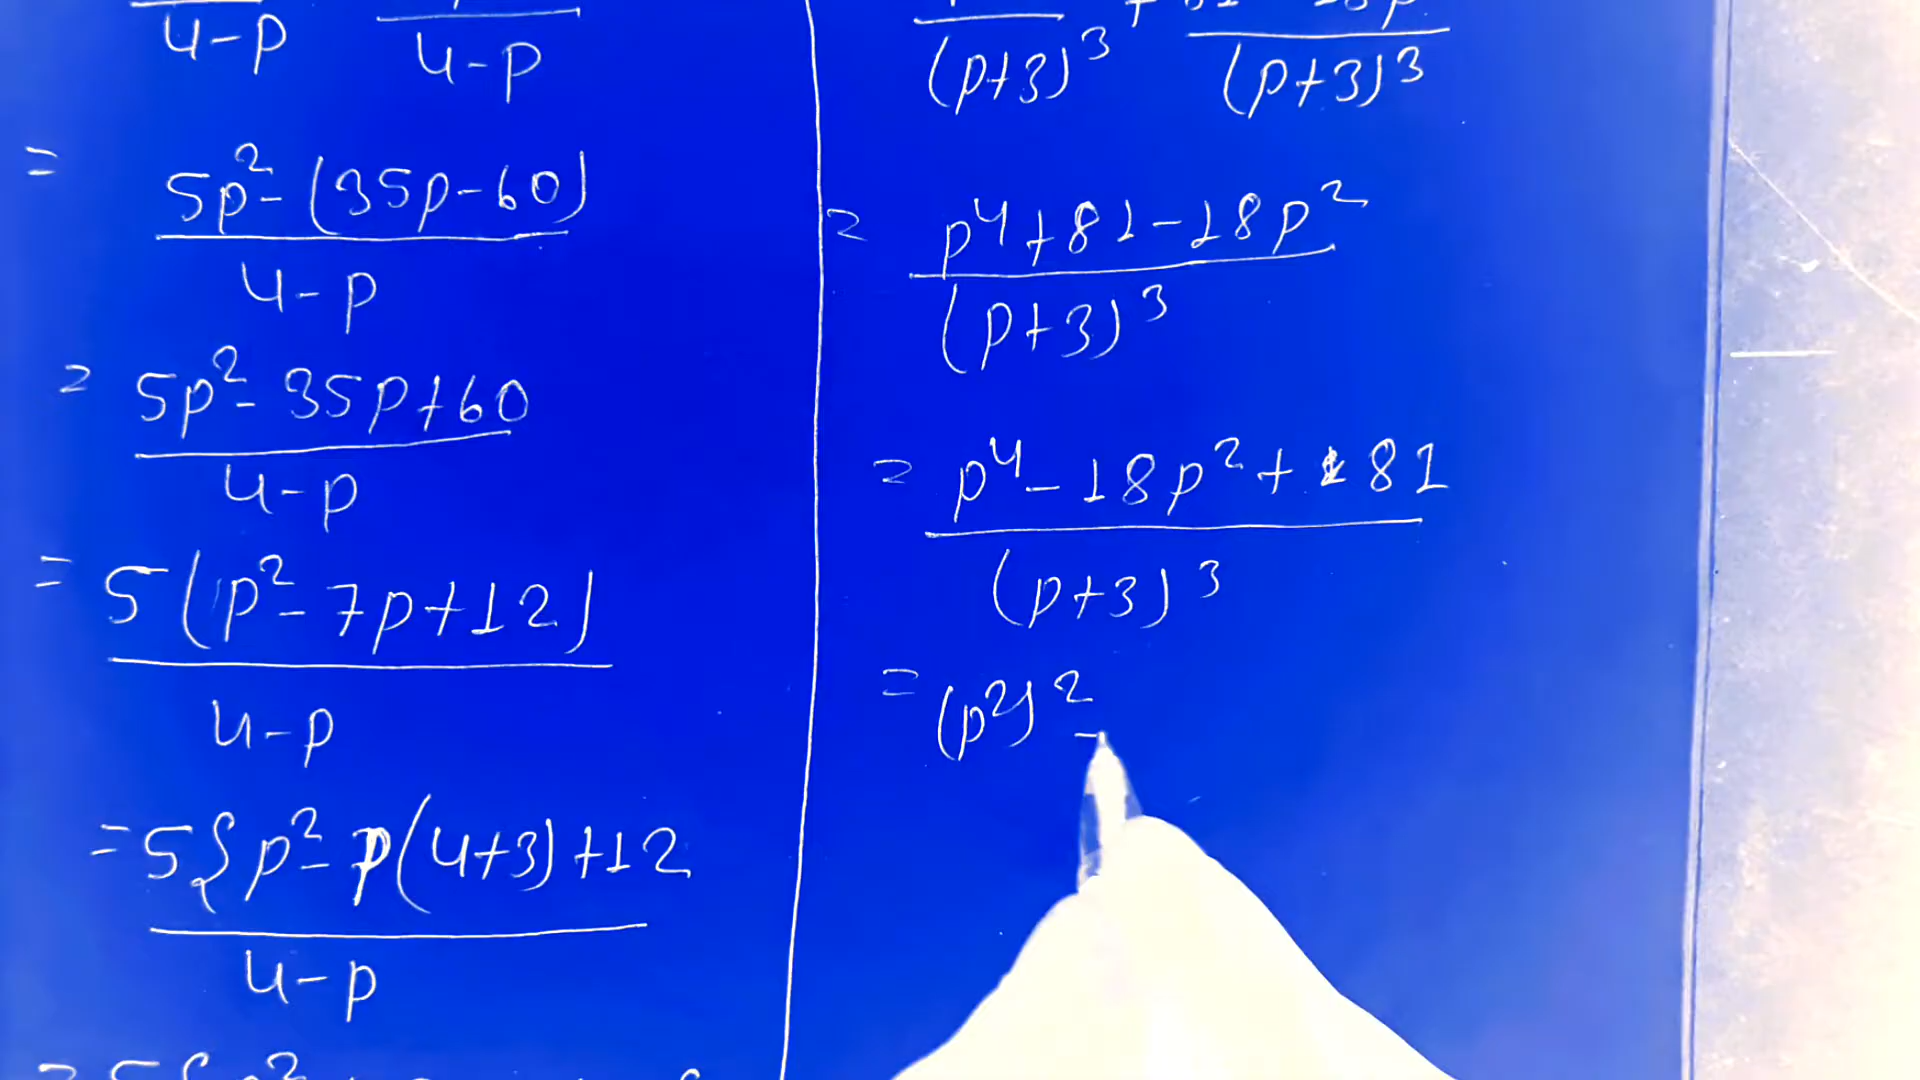 4-p 4-p
= 5p²-(35p-60)
4-p
= 5p²-35p+60
4-p
= 5(p²-7p+12)
4-p
=5{p²-p(4+3)+12
4-p
(p+3)³ + (p+3)³
= p⁴+81-18p²
(p+3)³
= p⁴-18p²+81
(p+3)³
= (p²)² -